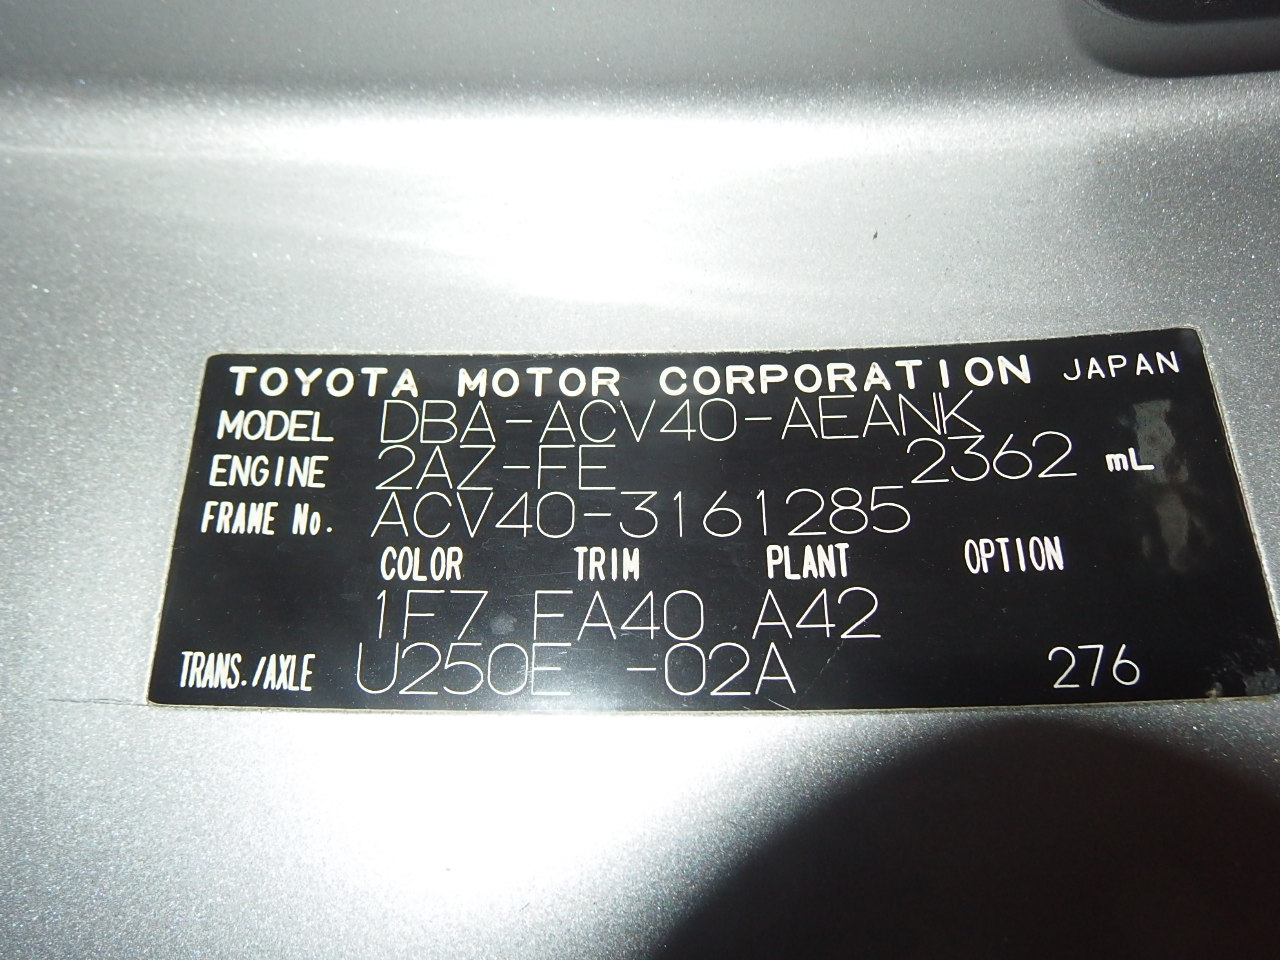 TOYOTA MOTOR CORPORATION JAPAN
MODEL DBA-ACV40-AEANK
ENGINE 2AZ-FE 2362 mL
FRAME No. ACV40-3161285
COLOR TRIM PLANT OPTION
1F7 FA40 A42
TRANS./AXLE U250E -02A 276